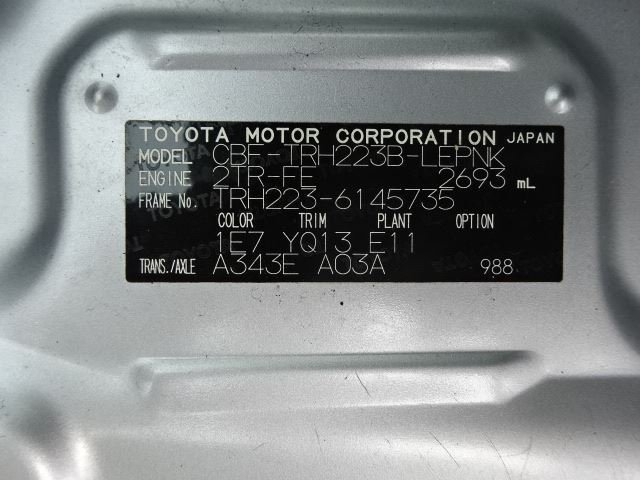 TOYOTA MOTOR CORPORATION JAPAN
MODEL CBF-TRH223B-LEPNK
ENGINE 2TR-FE 2693 mL
FRAME No. TRH223-6145735
COLOR TRIM PLANT OPTION
1E7 YQ13 E11
TRANS./AXLE A343E A03A 988